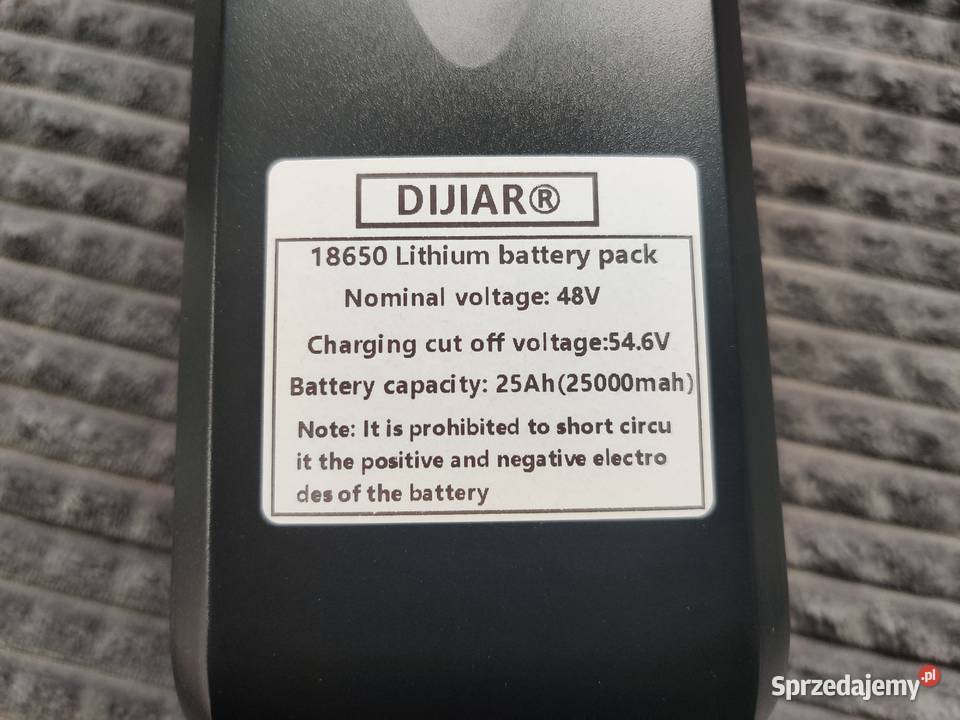 DIJIAR®
18650 Lithium battery pack
Nominal voltage: 48V
Charging cut off voltage:54.6V
Battery capacity: 25Ah(25000mah)
Note: It is prohibited to short circu
it the positive and negative electro
des of the battery
Sprzedajemy.pl